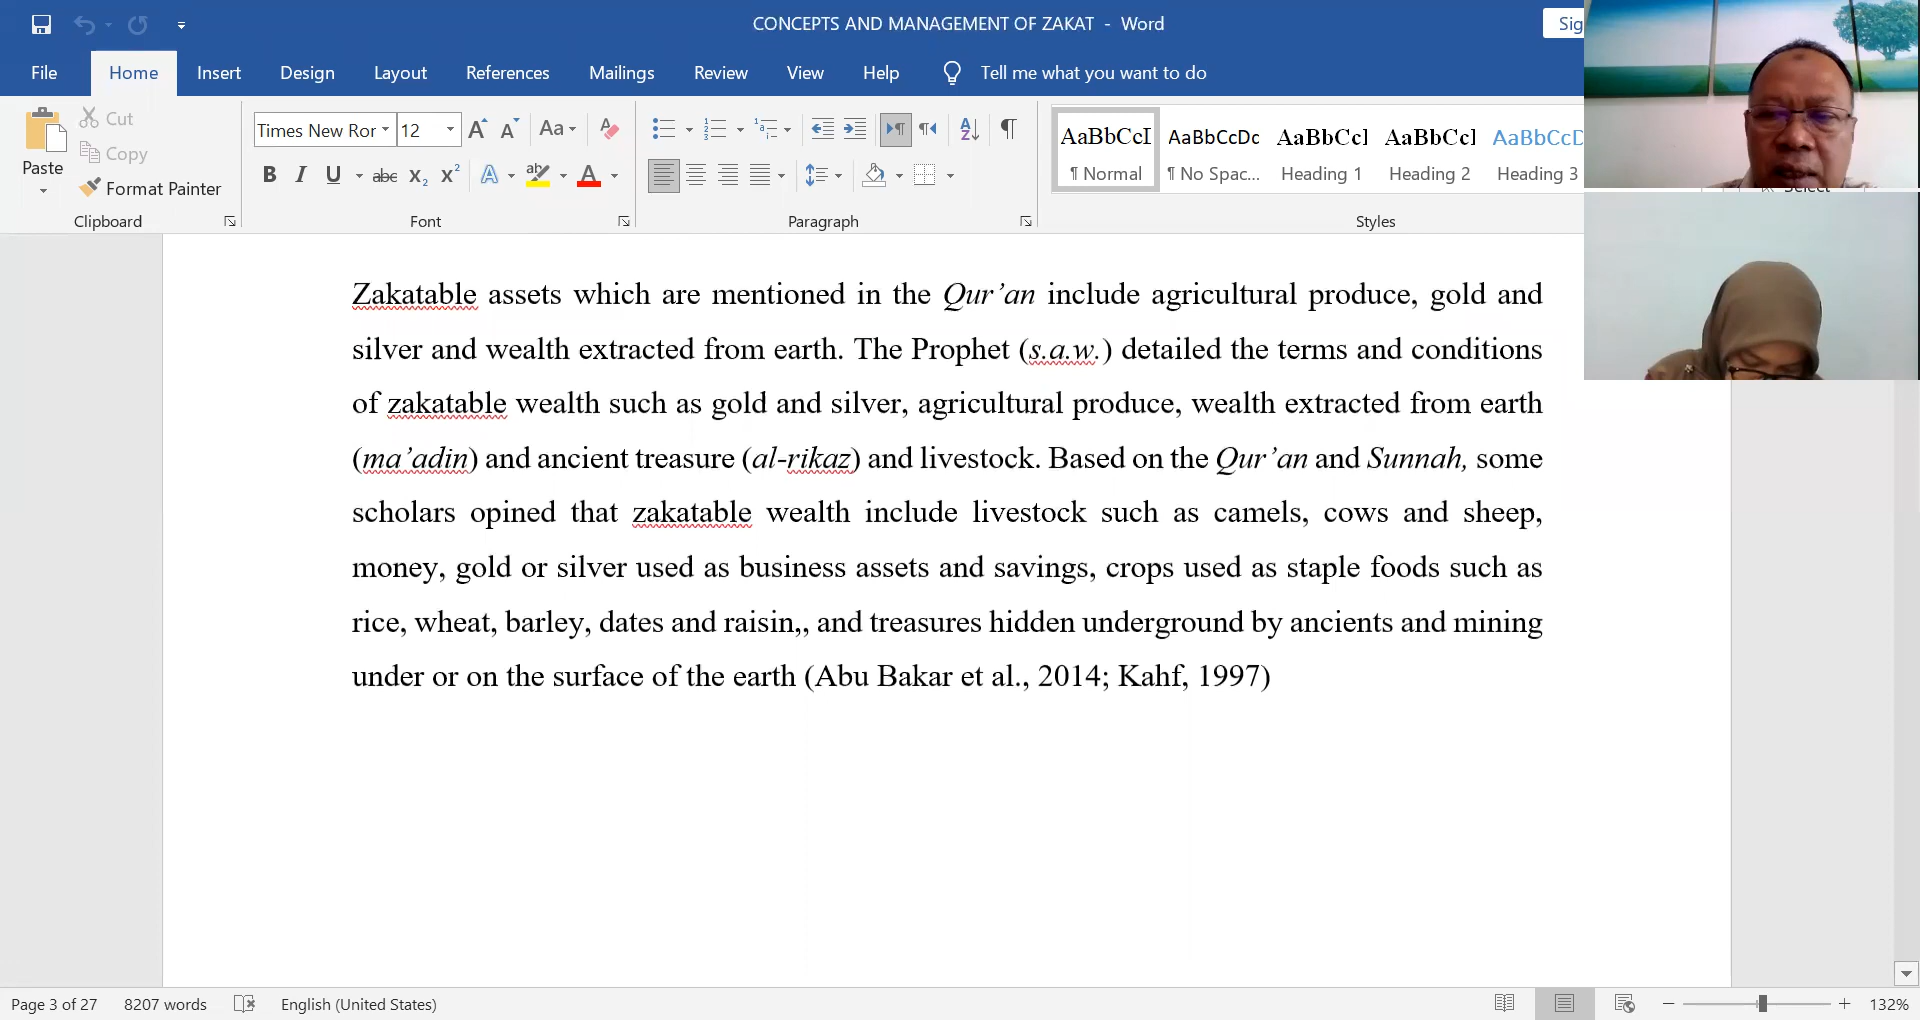 CONCEPTS AND MANAGEMENT OF ZAKAT - Word
Sig
File Home Insert Design Layout References Mailings Review View Help Tell me what you want to do
Paste
Cut
Copy
Format Painter
Clipboard
Times New Ror 12
Font
Paragraph
AaBbCcI AaBbCcDc AaBbCcI AaBbCcI AaBbCcD
¶ Normal ¶ No Spac... Heading 1 Heading 2 Heading 3
Styles
Select
Zakatable assets which are mentioned in the Qur’an include agricultural produce, gold and
silver and wealth extracted from earth. The Prophet (s.a.w.) detailed the terms and conditions
of zakatable wealth such as gold and silver, agricultural produce, wealth extracted from earth
(ma’adin) and ancient treasure (al-rikaz) and livestock. Based on the Qur’an and Sunnah, some
scholars opined that zakatable wealth include livestock such as camels, cows and sheep,
money, gold or silver used as business assets and savings, crops used as staple foods such as
rice, wheat, barley, dates and raisin,, and treasures hidden underground by ancients and mining
under or on the surface of the earth (Abu Bakar et al., 2014; Kahf, 1997)
Page 3 of 27 8207 words English (United States) 132%